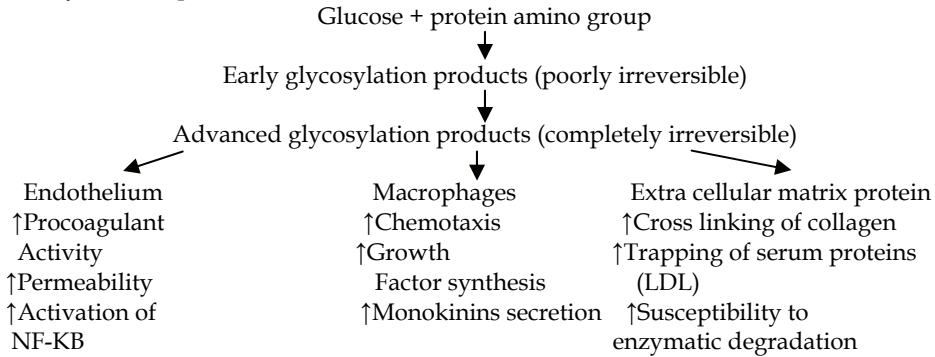 Glucose + protein amino group
Early glycosylation products (poorly irreversible)
Advanced glycosylation products (completely irreversible)
Endothelium
↑Procoagulant
Activity
↑Permeability
↑Activation of
NF-KB
Macrophages
↑Chemotaxis
↑Growth
Factor synthesis
↑Monokinins secretion
Extra cellular matrix protein
↑Cross linking of collagen
↑Trapping of serum proteins
(LDL)
↑Susceptibility to
enzymatic degradation